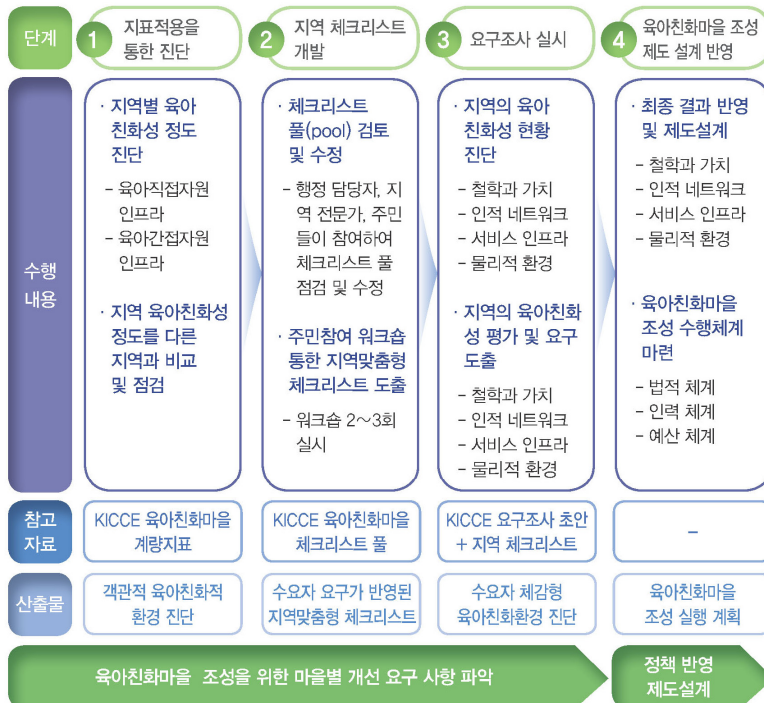 단계
1 지표적용을
통한 진단
2 지역 체크리스트
개발
3 요구조사 실시
4 육아친화마을 조성
제도 설계 반영
수행
내용
· 지역별 육아
친화성 정도
진단
– 육아직접자원
인프라
– 육아간접자원
인프라
· 지역 육아친화성
정도를 다른
지역과 비교
및 점검
· 체크리스트
풀(pool) 검토
및 수정
– 행정 담당자, 지
역 전문가, 주민
들이 참여하여
체크리스트 풀
점검 및 수정
· 주민참여 워크숍
통한 지역맞춤형
체크리스트 도출
– 워크숍 2～3회
실시
· 지역의 육아
친화성 현황
진단
– 철학과 가치
– 인적 네트워크
– 서비스 인프라
– 물리적 환경
· 지역의 육아친화
성 평가 및 요구
도출
– 철학과 가치
– 인적 네트워크
– 서비스 인프라
– 물리적 환경
· 최종 결과 반영
및 제도설계
– 철학과 가치
– 인적 네트워크
– 서비스 인프라
– 물리적 환경
· 육아친화마을
조성 수행체계
마련
– 법적 체계
– 인력 체계
– 예산 체계
참고
자료
KICCE 육아친화마을
계량지표
KICCE 육아친화마을
체크리스트 풀
KICCE 요구조사 초안
+ 지역 체크리스트
–
산출물
객관적 육아친화적
환경 진단
수요자 요구가 반영된
지역맞춤형 체크리스트
수요자 체감형
육아친화환경 진단
육아친화마을
조성 실행 계획
육아친화마을 조성을 위한 마을별 개선 요구 사항 파악
정책 반영
제도설계